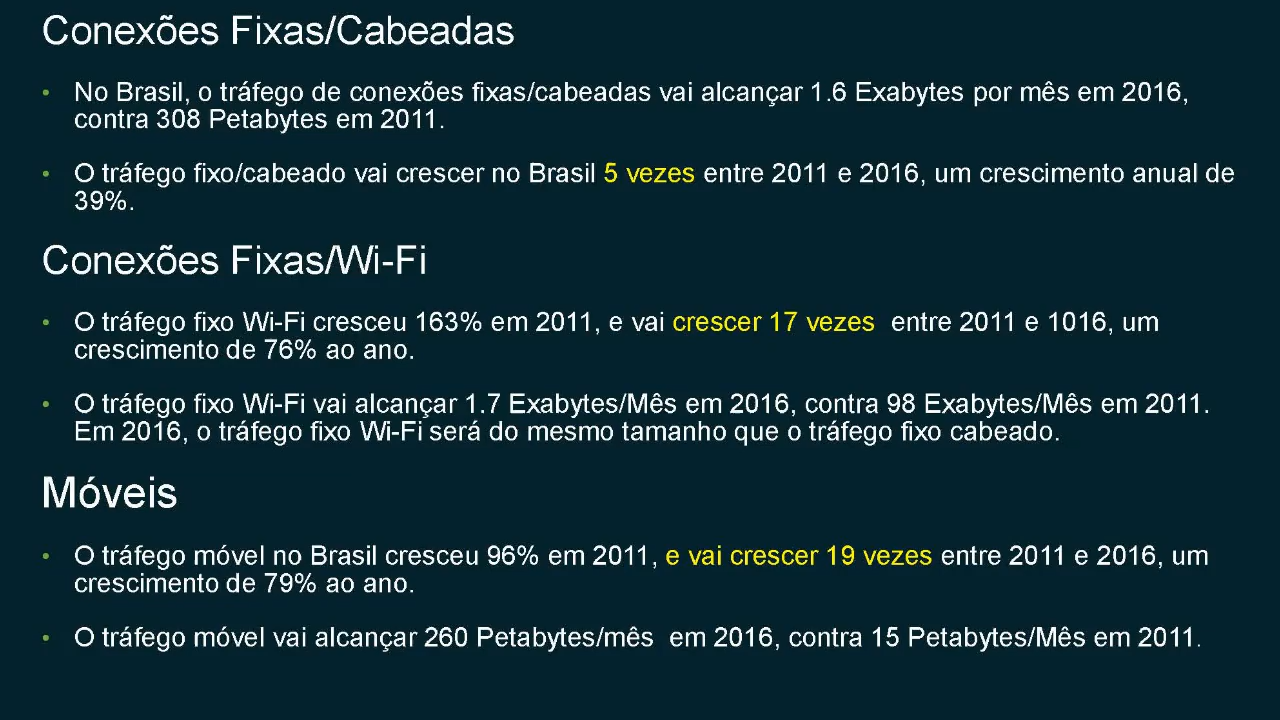 Conexões Fixas/Cabeadas
• No Brasil, o tráfego de conexões fixas/cabeadas vai alcançar 1.6 Exabytes por mês em 2016,
contra 308 Petabytes em 2011.
• O tráfego fixo/cabeado vai crescer no Brasil 5 vezes entre 2011 e 2016, um crescimento anual de
39%.
Conexões Fixas/Wi-Fi
• O tráfego fixo Wi-Fi cresceu 163% em 2011, e vai crescer 17 vezes  entre 2011 e 1016, um
crescimento de 76% ao ano.
• O tráfego fixo Wi-Fi vai alcançar 1.7 Exabytes/Mês em 2016, contra 98 Exabytes/Mês em 2011.
Em 2016, o tráfego fixo Wi-Fi será do mesmo tamanho que o tráfego fixo cabeado.
Móveis
• O tráfego móvel no Brasil cresceu 96% em 2011, e vai crescer 19 vezes entre 2011 e 2016, um
crescimento de 79% ao ano.
• O tráfego móvel vai alcançar 260 Petabytes/mês  em 2016, contra 15 Petabytes/Mês em 2011.